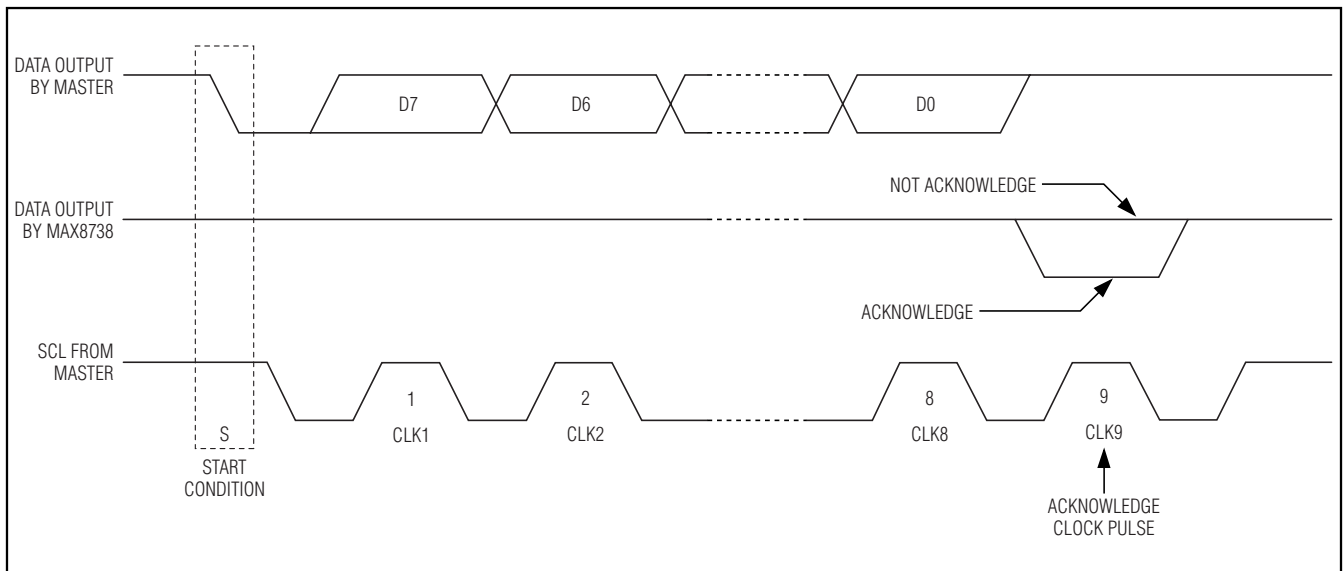 DATA OUTPUT
BY MASTER
D7
D6
D0
NOT ACKNOWLEDGE
DATA OUTPUT
BY MAX8738
ACKNOWLEDGE
SCL FROM
MASTER
1
2
8
9
S
CLK1
CLK2
CLK8
CLK9
START
CONDITION
ACKNOWLEDGE
CLOCK PULSE